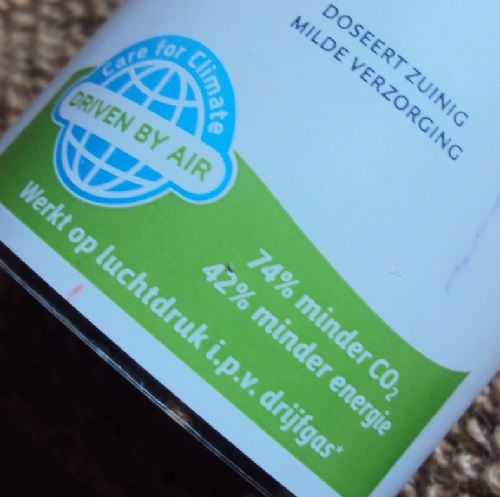 DOSEERT ZUINIG
MILDE VERZORGING
Care for Climate
DRIVEN BY AIR
74% minder CO₂
42% minder energie
Werkt op luchtdruk i.p.v. drijfgas*